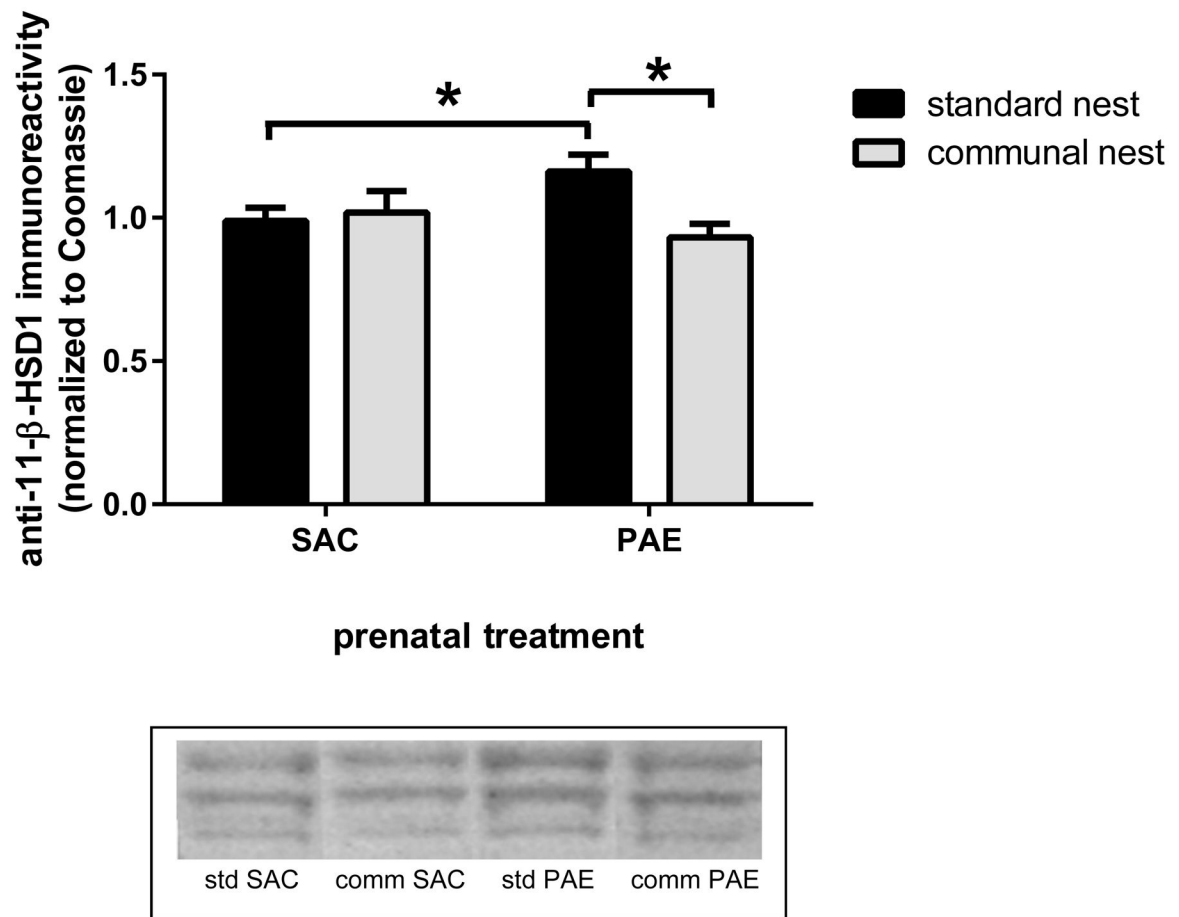 anti-11-β-HSD1 immunoreactivity
(normalized to Coomassie)
1.5
1.0
0.5
0.0
*
*
standard nest
communal nest
SAC PAE
prenatal treatment
std SAC comm SAC std PAE comm PAE